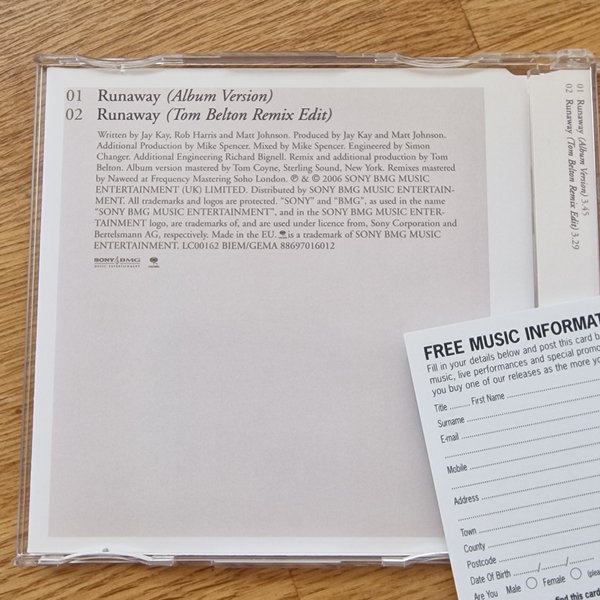 01 Runaway (Album Version)
02 Runaway (Tom Belton Remix Edit)
Written by Jay Kay, Rob Harris and Matt Johnson. Produced by Jay Kay and Matt Johnson.
Additional Production by Mike Spencer. Mixed by Mike Spencer. Engineered by Simon
Changer. Additional Engineering Richard Bignell. Remix and additional production by Tom
Belton. Album version mastered by Tom Coyne, Sterling Sound, New York. Remixes mastered
by Naweed at Frequency Mastering Soho London. ℗ & © 2006 SONY BMG MUSIC
ENTERTAINMENT (UK) LIMITED. Distributed by SONY BMG MUSIC ENTERTAIN-
MENT. All trademarks and logos are protected. "SONY" and "BMG", as used in the name
"SONY BMG MUSIC ENTERTAINMENT", and in the SONY BMG MUSIC ENTER-
TAINMENT logo, are trademarks of, and are used under licence from, Sony Corporation and
Bertelsmann AG, respectively. Made in the EU. is a trademark of SONY BMG MUSIC
ENTERTAINMENT. LC00162 BIEM/GEMA 88697016012
SONY BMG
MUSIC ENTERTAINMENT
01 Runaway (Album Version) 3.45
02 Runaway (Tom Belton Remix Edit) 3.29
FREE MUSIC INFORMAT
Fill in your details below and post this card b
music, live performances and special promo
you buy one of our releases as the more yo
Title .......... First Name
Surname
E-mail
Mobile
Address
Town
County
Postcode
Date Of Birth ......./......./.......
Are You Male Female (plea
find this card